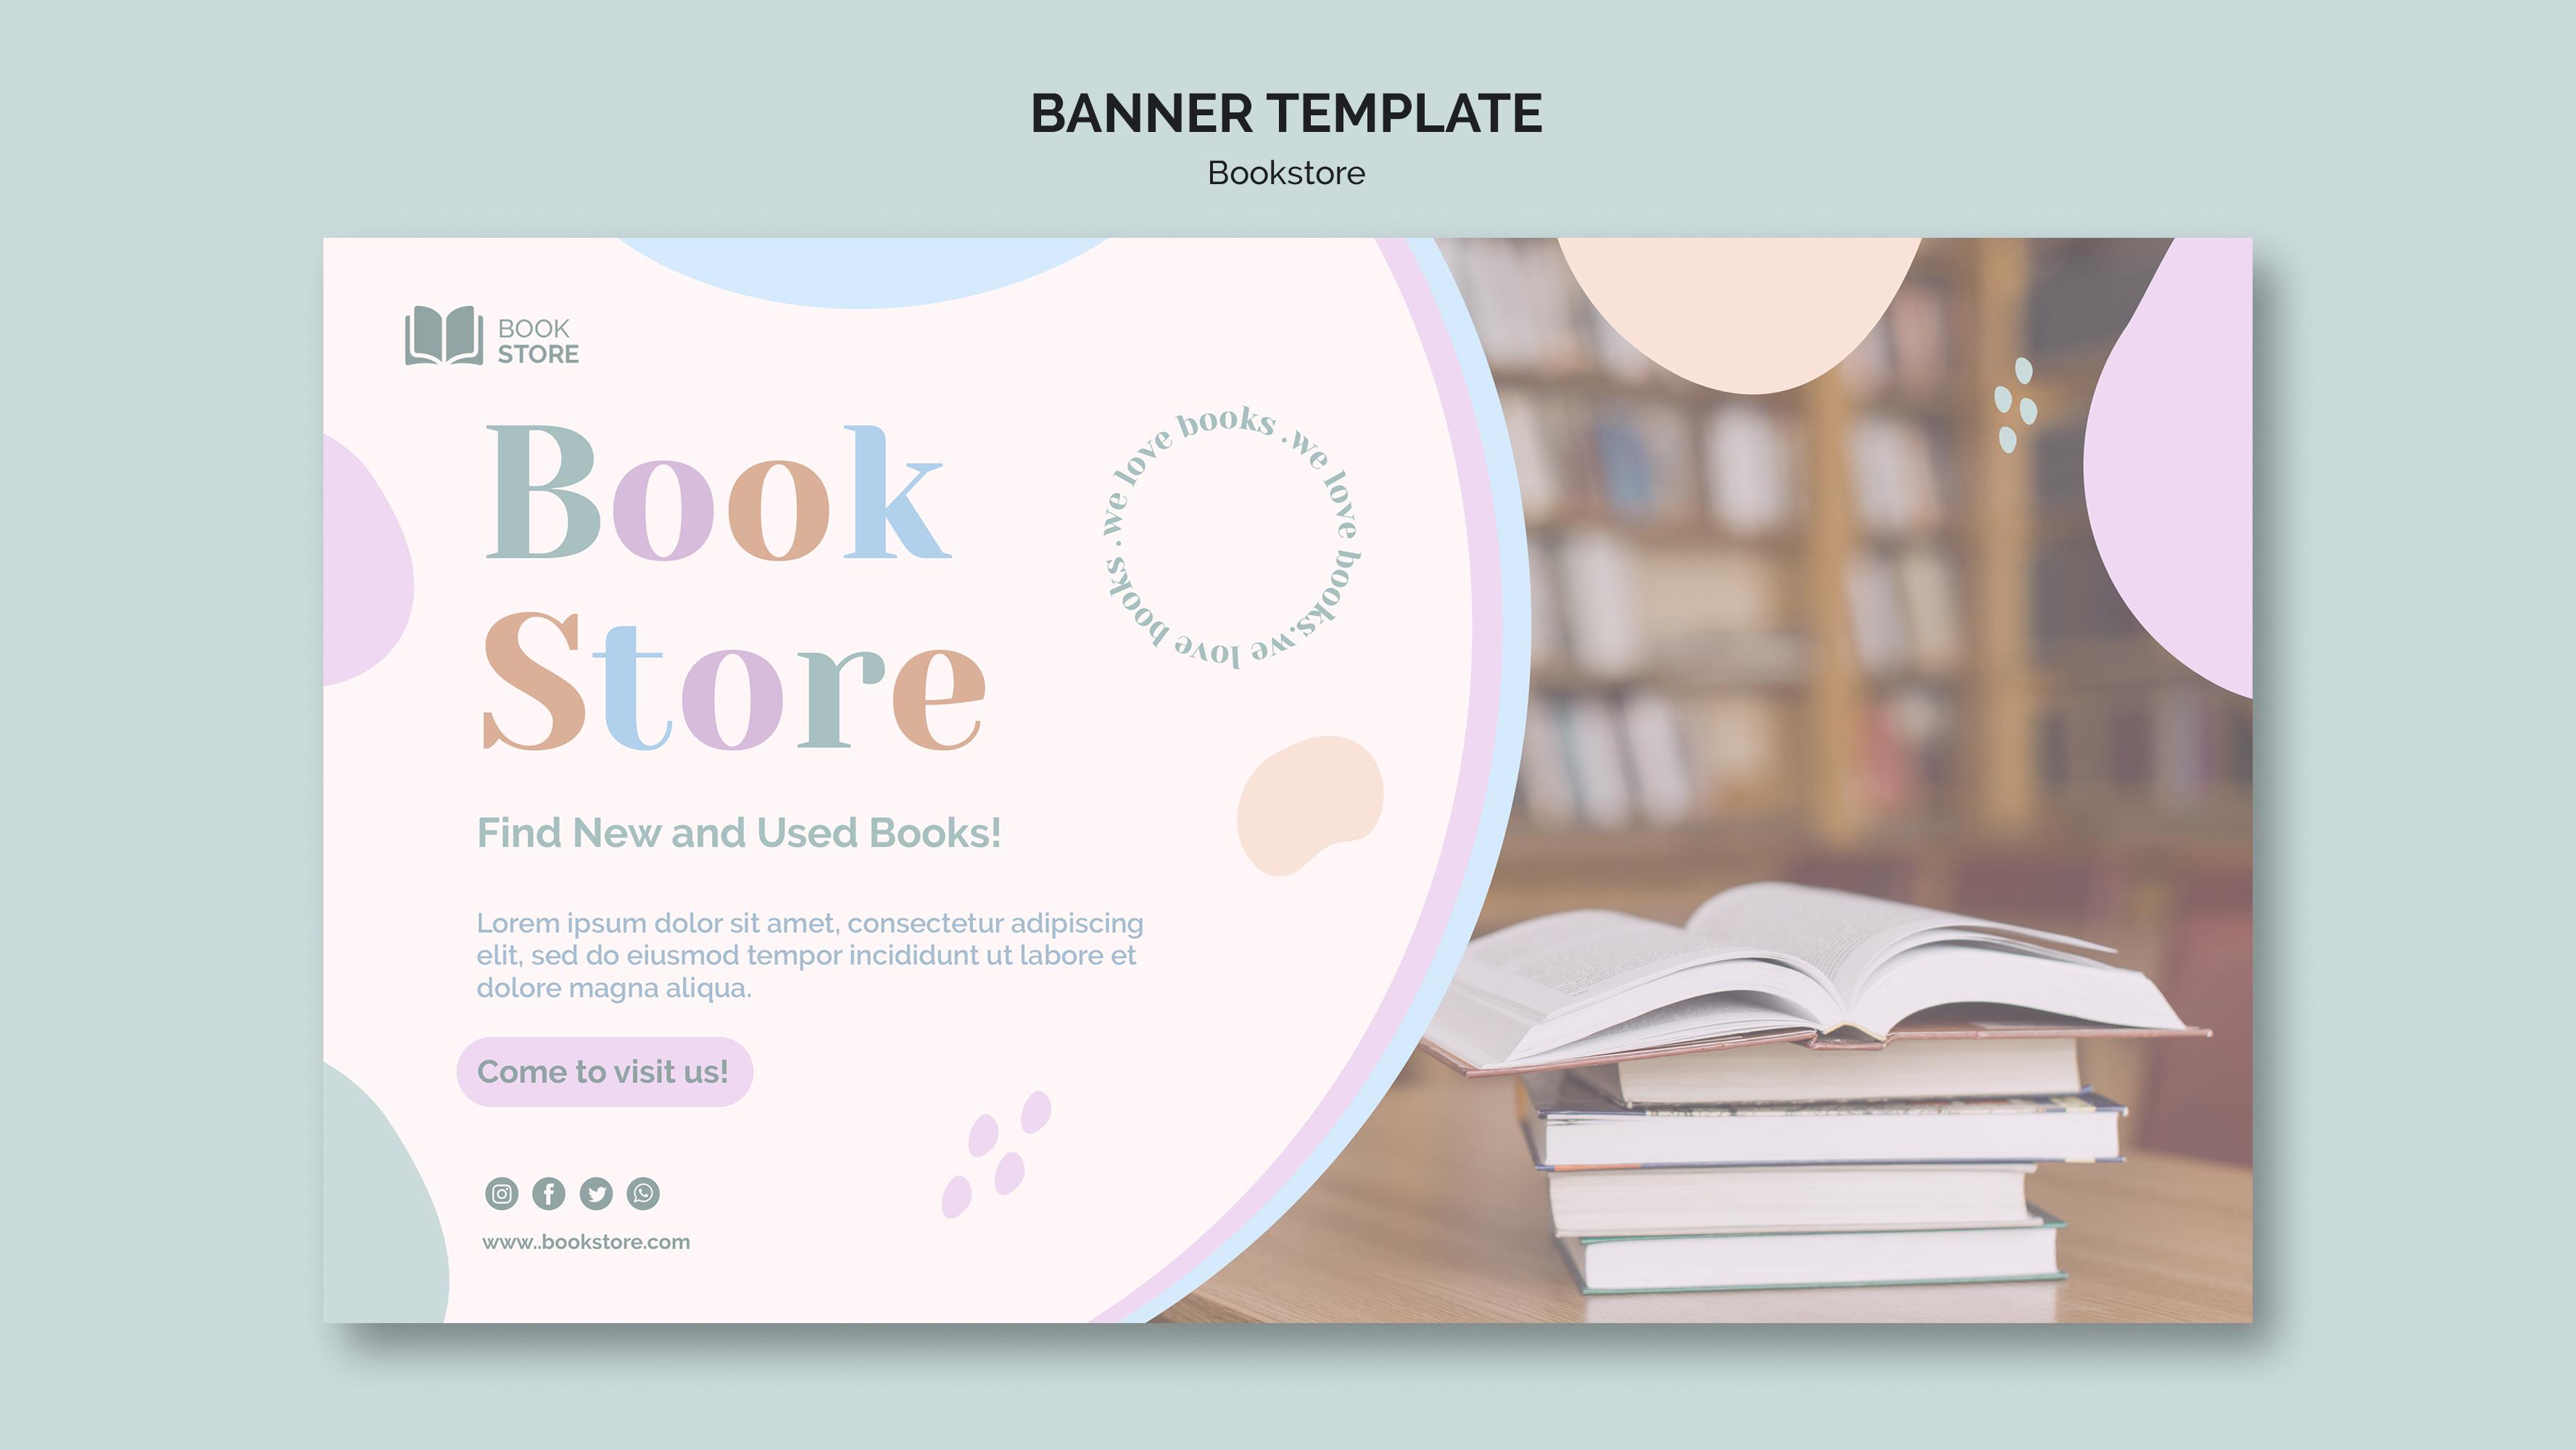 BANNER TEMPLATE
Bookstore
BOOK
STORE
Book
Store
.we love books .we love books.we love books
Find New and Used Books!
Lorem ipsum dolor sit amet, consectetur adipiscing
elit, sed do eiusmod tempor incididunt ut labore et
dolore magna aliqua.
Come to visit us!
www..bookstore.com